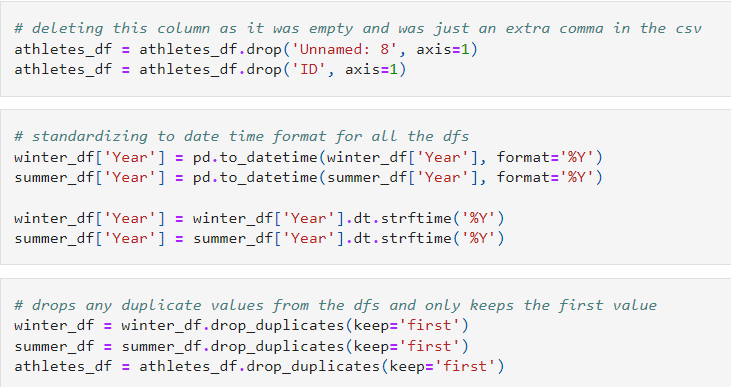 # deleting this column as it was empty and was just an extra comma in the csv
athletes_df = athletes_df.drop('Unnamed: 8', axis=1)
athletes_df = athletes_df.drop('ID', axis=1)
# standardizing to date time format for all the dfs
winter_df['Year'] = pd.to_datetime(winter_df['Year'], format='%Y')
summer_df['Year'] = pd.to_datetime(summer_df['Year'], format='%Y')
winter_df['Year'] = winter_df['Year'].dt.strftime('%Y')
summer_df['Year'] = summer_df['Year'].dt.strftime('%Y')
# drops any duplicate values from the dfs and only keeps the first value
winter_df = winter_df.drop_duplicates(keep='first')
summer_df = summer_df.drop_duplicates(keep='first')
athletes_df = athletes_df.drop_duplicates(keep='first')